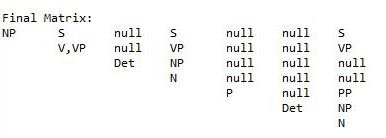 Final Matrix:
NP S null S null null S
V,VP null VP null null VP
Det NP null null null
N null null null
P null PP
Det NP
N